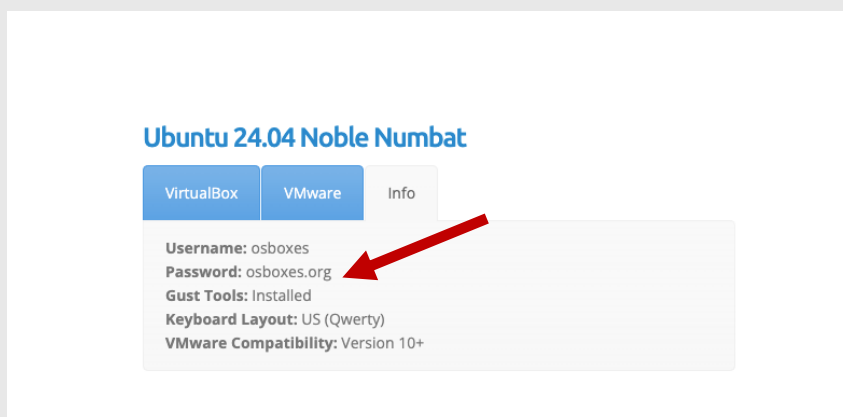 Ubuntu 24.04 Noble Numbat
VirtualBox VMware Info
Username: osboxes
Password: osboxes.org
Gust Tools: Installed
Keyboard Layout: US (Qwerty)
VMware Compatibility: Version 10+